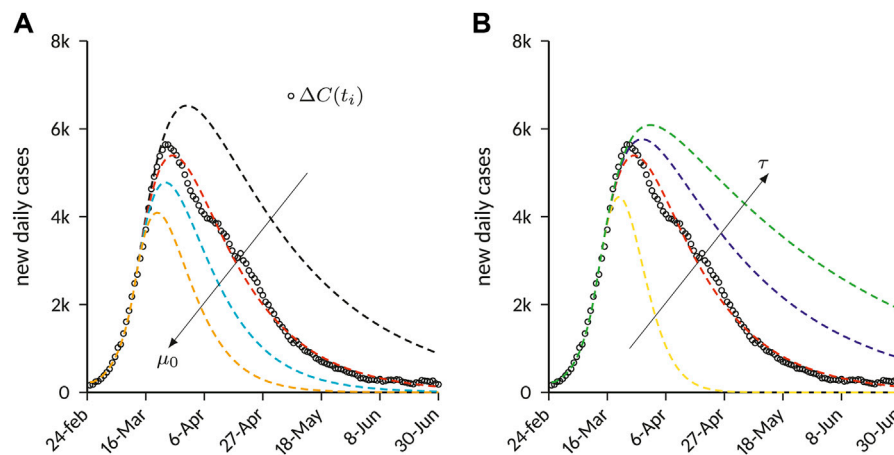 A
8k
6k
4k
2k
0
new daily cases
ΔC(tᵢ)
μ₀
24-feb
16-Mar
6-Apr
27-Apr
18-May
8-Jun
30-Jun
B
8k
6k
4k
2k
0
new daily cases
τ
24-feb
16-Mar
6-Apr
27-Apr
18-May
8-Jun
30-Jun